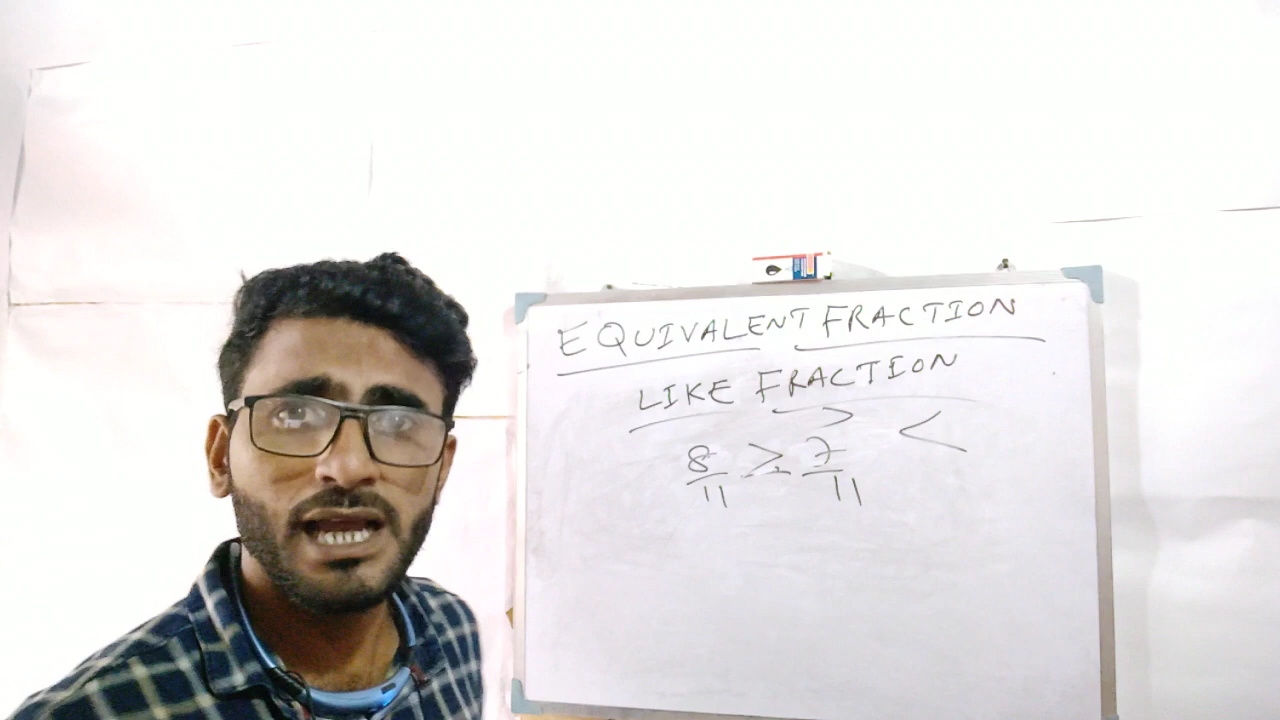 EQUIVALENT FRACTION
LIKE FRACTION
> <
8/11 > 7/11